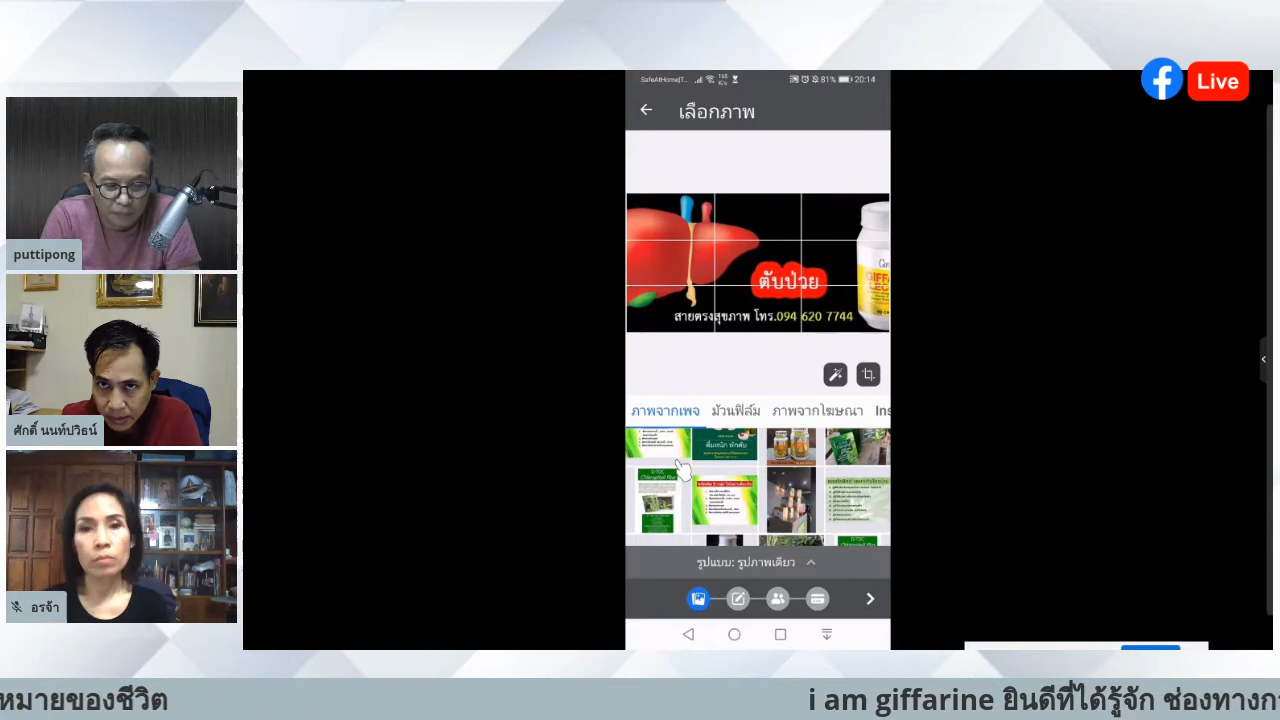 Live
puttipong
ศักดิ์ นนท์ปวิธน์
อรจ้า
SafeAtHome|T..
168
K/s
81%
20:14
เลือกภาพ
ตับป่วย
สายตรงสุขภาพ โทร.094 620 7744
ภาพจากเพจ ม้วนฟิล์ม ภาพจากโฆษณา Ins
รูปแบบ: รูปภาพเดียว
หมายของชีวิต
i am giffarine ยินดีที่ได้รู้จัก ช่องทางกา